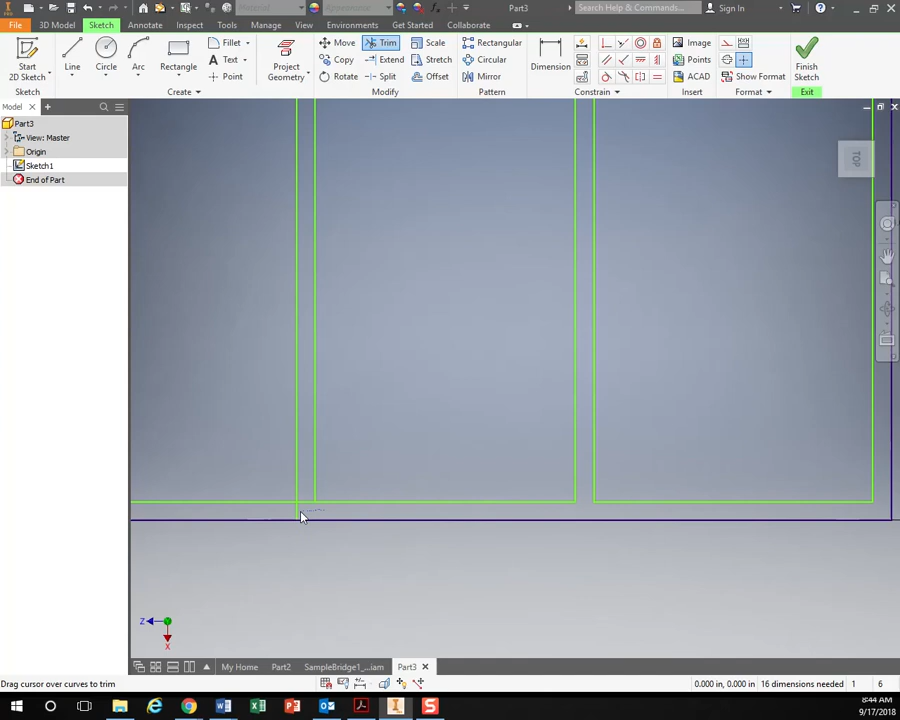 Material
Appearance
Part3
Search Help & Commands...
Sign In
File
3D Model
Sketch
Annotate
Inspect
Tools
Manage
View
Environments
Get Started
Collaborate
Start
2D Sketch
Line
Circle
Arc
Rectangle
Fillet
Text
Point
Project
Geometry
Move
Copy
Rotate
Trim
Extend
Split
Scale
Stretch
Offset
Rectangular
Circular
Mirror
Dimension
Image
Points
ACAD
Show Format
Finish
Sketch
Sketch
Create
Modify
Pattern
Constrain
Insert
Format
Exit
Model
Part3
View: Master
Origin
Sketch1
End of Part
TOP
Z
X
My Home
Part2
SampleBridge1_...iam
Part3
Drag cursor over curves to trim
0.000 in, 0.000 in
16 dimensions needed
1
6
8:44 AM
9/17/2018